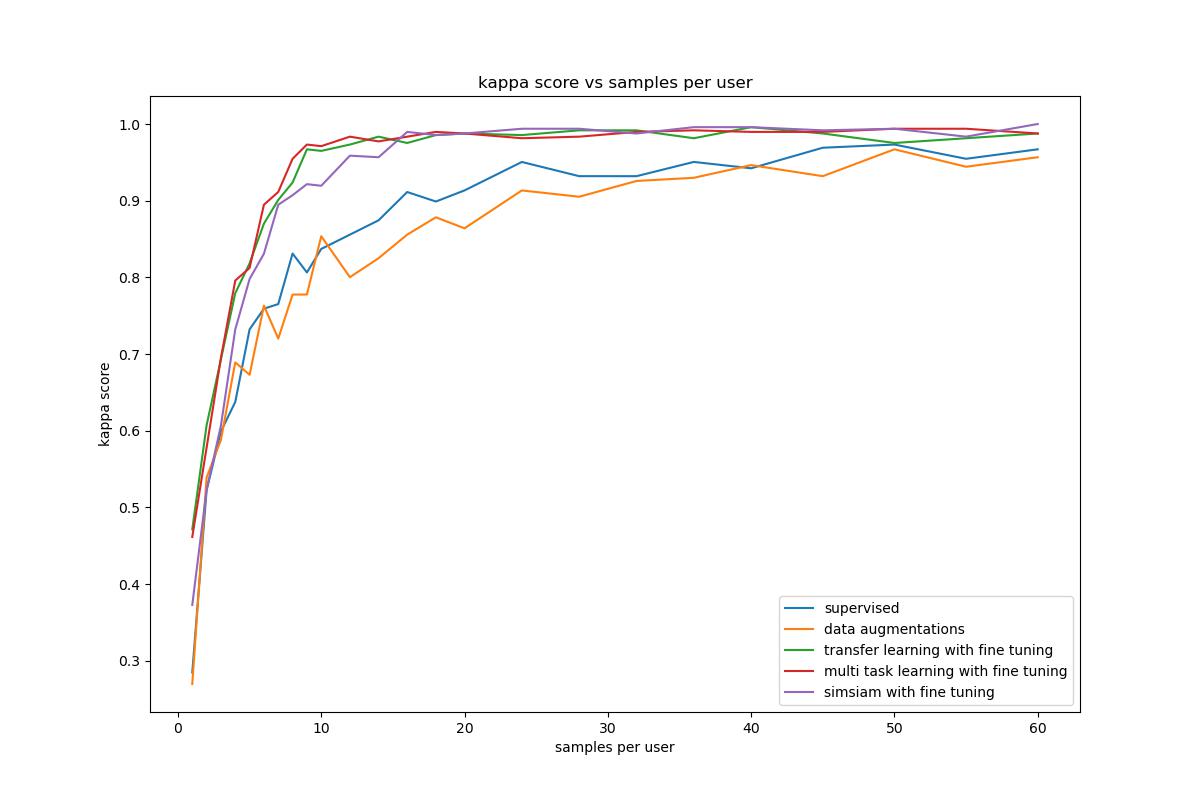 kappa score vs samples per user
1.0
0.9
0.8
0.7
0.6
0.5
0.4
0.3
kappa score
0 10 20 30 40 50 60
samples per user
supervised
data augmentations
transfer learning with fine tuning
multi task learning with fine tuning
simsiam with fine tuning